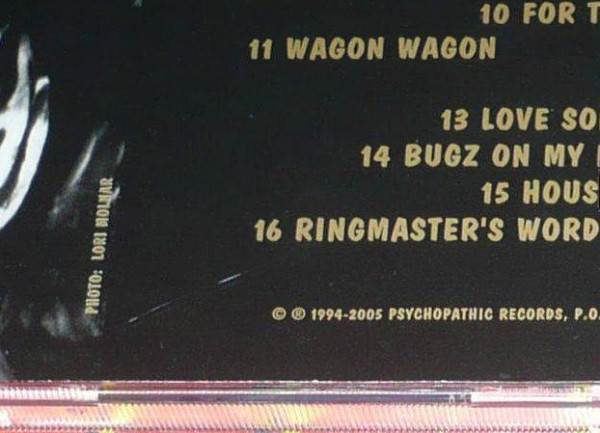 10 FOR T
11 WAGON WAGON
13 LOVE SO
14 BUGZ ON MY
15 HOUS
16 RINGMASTER'S WORD
PHOTO: LORI MOLNAR
© ℗ 1994-2005 PSYCHOPATHIC RECORDS, P.O.